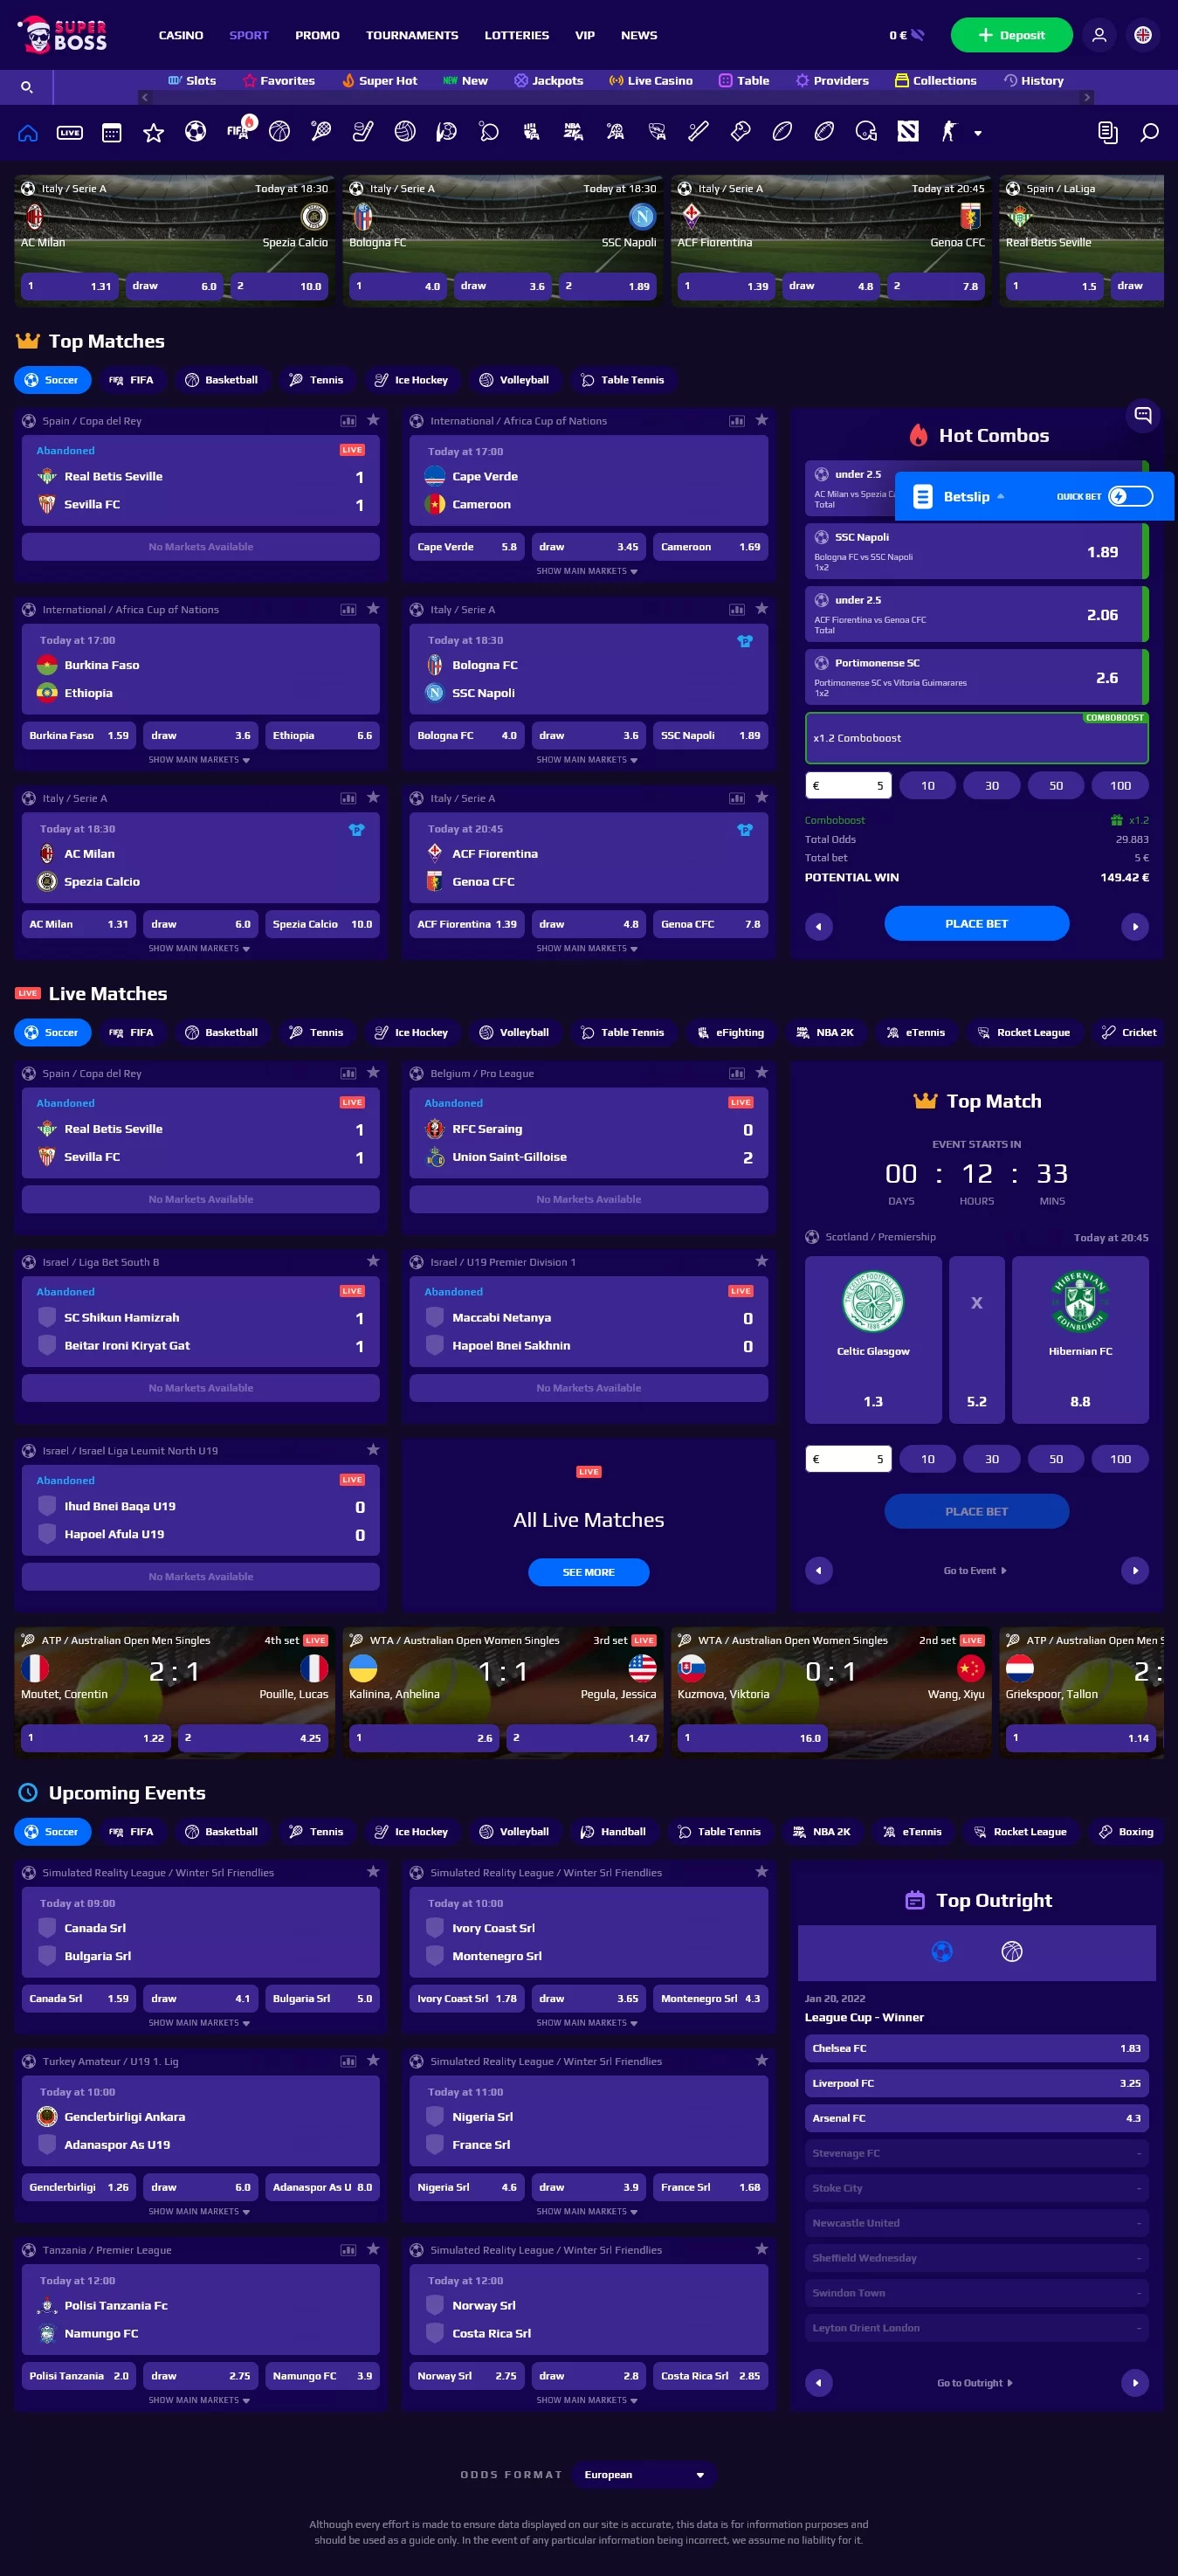 SUPER
BOSS
CASINO SPORT PROMO TOURNAMENTS LOTTERIES VIP NEWS
0 € Deposit
Slots Favorites Super Hot NEW New Jackpots Live Casino Table Providers Collections History
LIVE FIFA NBA 2K
Italy / Serie A Today at 18:30
AC Milan Spezia Calcio
1 1.31 draw 6.0 2 10.0
Italy / Serie A Today at 18:30
Bologna FC SSC Napoli
1 4.0 draw 3.6 2 1.89
Italy / Serie A Today at 20:45
ACF Fiorentina Genoa CFC
1 1.39 draw 4.8 2 7.8
Spain / LaLiga
Real Betis Seville
1 1.5 draw
Top Matches
Soccer FIFA Basketball Tennis Ice Hockey Volleyball Table Tennis
Spain / Copa del Rey
Abandoned LIVE
Real Betis Seville 1
Sevilla FC 1
No Markets Available
International / Africa Cup of Nations
Today at 17:00
Cape Verde
Cameroon
Cape Verde 5.8 draw 3.45 Cameroon 1.69
SHOW MAIN MARKETS
International / Africa Cup of Nations
Today at 17:00
Burkina Faso
Ethiopia
Burkina Faso 1.59 draw 3.6 Ethiopia 6.6
SHOW MAIN MARKETS
Italy / Serie A
Today at 18:30
Bologna FC
SSC Napoli
Bologna FC 4.0 draw 3.6 SSC Napoli 1.89
SHOW MAIN MARKETS
Italy / Serie A
Today at 18:30
AC Milan
Spezia Calcio
AC Milan 1.31 draw 6.0 Spezia Calcio 10.0
SHOW MAIN MARKETS
Italy / Serie A
Today at 20:45
ACF Fiorentina
Genoa CFC
ACF Fiorentina 1.39 draw 4.8 Genoa CFC 7.8
SHOW MAIN MARKETS
Hot Combos
under 2.5
AC Milan vs Spezia
Total
Betslip QUICK BET
SSC Napoli
Bologna FC vs SSC Napoli 1.89
1x2
under 2.5
ACF Fiorentina vs Genoa CFC 2.06
Total
Portimonense SC
Portimonense SC vs Vitoria Guimaraes 2.6
1x2
COMBOBOOST
x1.2 Comboboost
€ 5 10 30 50 100
Comboboost x1.2
Total Odds 29.883
Total bet 5 €
POTENTIAL WIN 149.42 €
PLACE BET
LIVE Live Matches
Soccer FIFA Basketball Tennis Ice Hockey Volleyball Table Tennis eFighting NBA 2K eTennis Rocket League Cricket
Spain / Copa del Rey
Abandoned LIVE
Real Betis Seville 1
Sevilla FC 1
No Markets Available
Belgium / Pro League
Abandoned LIVE
RFC Seraing 0
Union Saint-Gilloise 2
No Markets Available
Israel / Liga Bet South B
Abandoned LIVE
SC Shikun Hamizrah 1
Beitar Ironi Kiryat Gat 1
No Markets Available
Israel / U19 Premier Division 1
Abandoned LIVE
Maccabi Netanya 0
Hapoel Bnei Sakhnin 0
No Markets Available
Israel / Israel Liga Leumit North U19
Abandoned LIVE
Ihud Bnei Baqa U19 0
Hapoel Afula U19 0
No Markets Available
LIVE
All Live Matches
SEE MORE
Top Match
EVENT STARTS IN
00 : 12 : 33
DAYS HOURS MINS
Scotland / Premiership Today at 20:45
Celtic Glasgow X Hibernian FC
1.3 5.2 8.8
€ 5 10 30 50 100
PLACE BET
Go to Event
ATP / Australian Open Men Singles 4th set LIVE
2 : 1
Moutet, Corentin Pouille, Lucas
1 1.22 2 4.25
WTA / Australian Open Women Singles 3rd set LIVE
1 : 1
Kalinina, Anhelina Pegula, Jessica
1 2.6 2 1.47
WTA / Australian Open Women Singles 2nd set LIVE
0 : 1
Kuzmova, Viktoria Wang, Xiyu
1 16.0
ATP / Australian Open Men S
2 :
Griekspoor, Tallon
1 1.14
Upcoming Events
Soccer FIFA Basketball Tennis Ice Hockey Volleyball Handball Table Tennis NBA 2K eTennis Rocket League Boxing
Simulated Reality League / Winter Srl Friendlies
Today at 09:00
Canada Srl
Bulgaria Srl
Canada Srl 1.59 draw 4.1 Bulgaria Srl 5.0
SHOW MAIN MARKETS
Simulated Reality League / Winter Srl Friendlies
Today at 10:00
Ivory Coast Srl
Montenegro Srl
Ivory Coast Srl 1.78 draw 3.65 Montenegro Srl 4.3
SHOW MAIN MARKETS
Turkey Amateur / U19 1. Lig
Today at 10:00
Genclerbirligi Ankara
Adanaspor As U19
Genclerbirligi 1.26 draw 6.0 Adanaspor As U 8.0
SHOW MAIN MARKETS
Simulated Reality League / Winter Srl Friendlies
Today at 11:00
Nigeria Srl
France Srl
Nigeria Srl 4.6 draw 3.9 France Srl 1.68
SHOW MAIN MARKETS
Tanzania / Premier League
Today at 12:00
Polisi Tanzania Fc
Namungo FC
Polisi Tanzania 2.0 draw 2.75 Namungo FC 3.9
SHOW MAIN MARKETS
Simulated Reality League / Winter Srl Friendlies
Today at 12:00
Norway Srl
Costa Rica Srl
Norway Srl 2.75 draw 2.8 Costa Rica Srl 2.85
SHOW MAIN MARKETS
Top Outright
Jan 20, 2022
League Cup - Winner
Chelsea FC 1.83
Liverpool FC 3.25
Arsenal FC 4.3
Stevenage FC -
Stoke City -
Newcastle United -
Sheffield Wednesday -
Swindon Town -
Leyton Orient London -
Go to Outright
ODDS FORMAT European
Although every effort is made to ensure data displayed on our site is accurate, this data is for information purposes and
should be used as a guide only. In the event of any particular information being incorrect, we assume no liability for it.